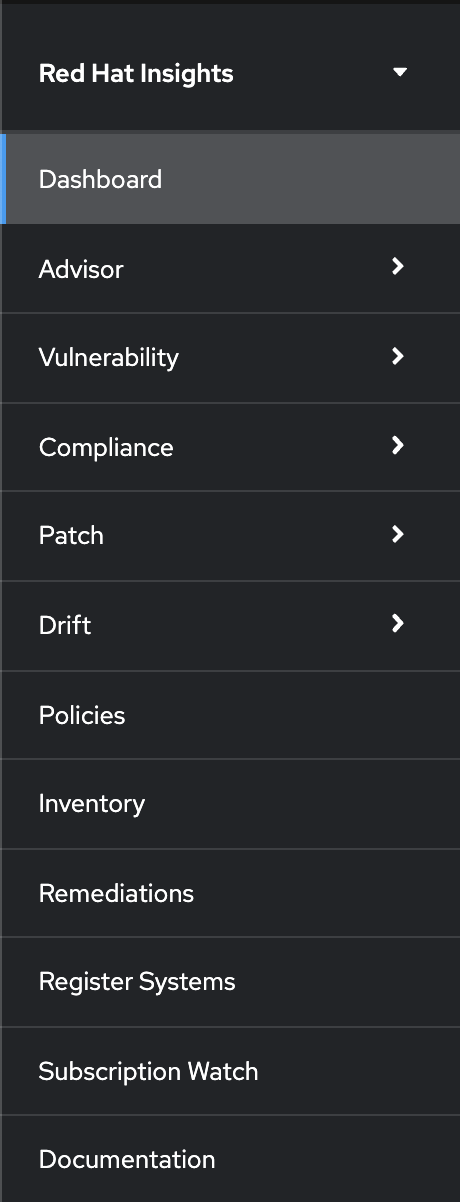 Red Hat Insights
Dashboard
Advisor
Vulnerability
Compliance
Patch
Drift
Policies
Inventory
Remediations
Register Systems
Subscription Watch
Documentation